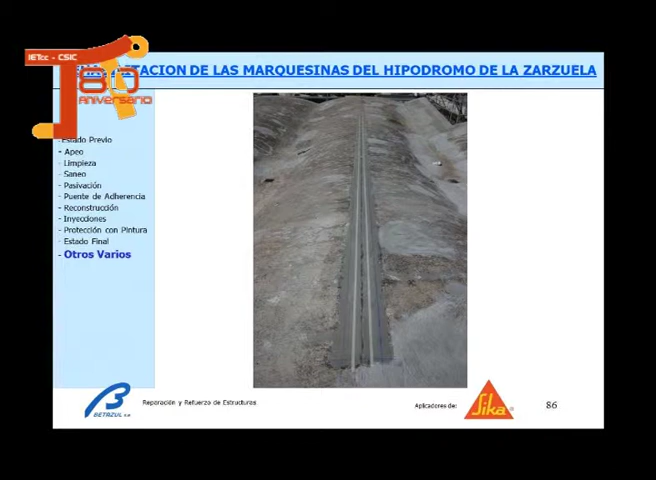 IETcc - CSIC
80
ANIVERSARIO
TACION DE LAS MARQUESINAS DEL HIPODROMO DE LA ZARZUELA
- Estado Previo
- Apeo
- Limpieza
- Saneo
- Pasivación
- Puente de Adherencia
- Reconstrucción
- Inyecciones
- Protección con Pintura
- Estado Final
- Otros Varios
BETAZUL s.a
Reparación y Refuerzo de Estructuras
Aplicadores de:
Sika
86